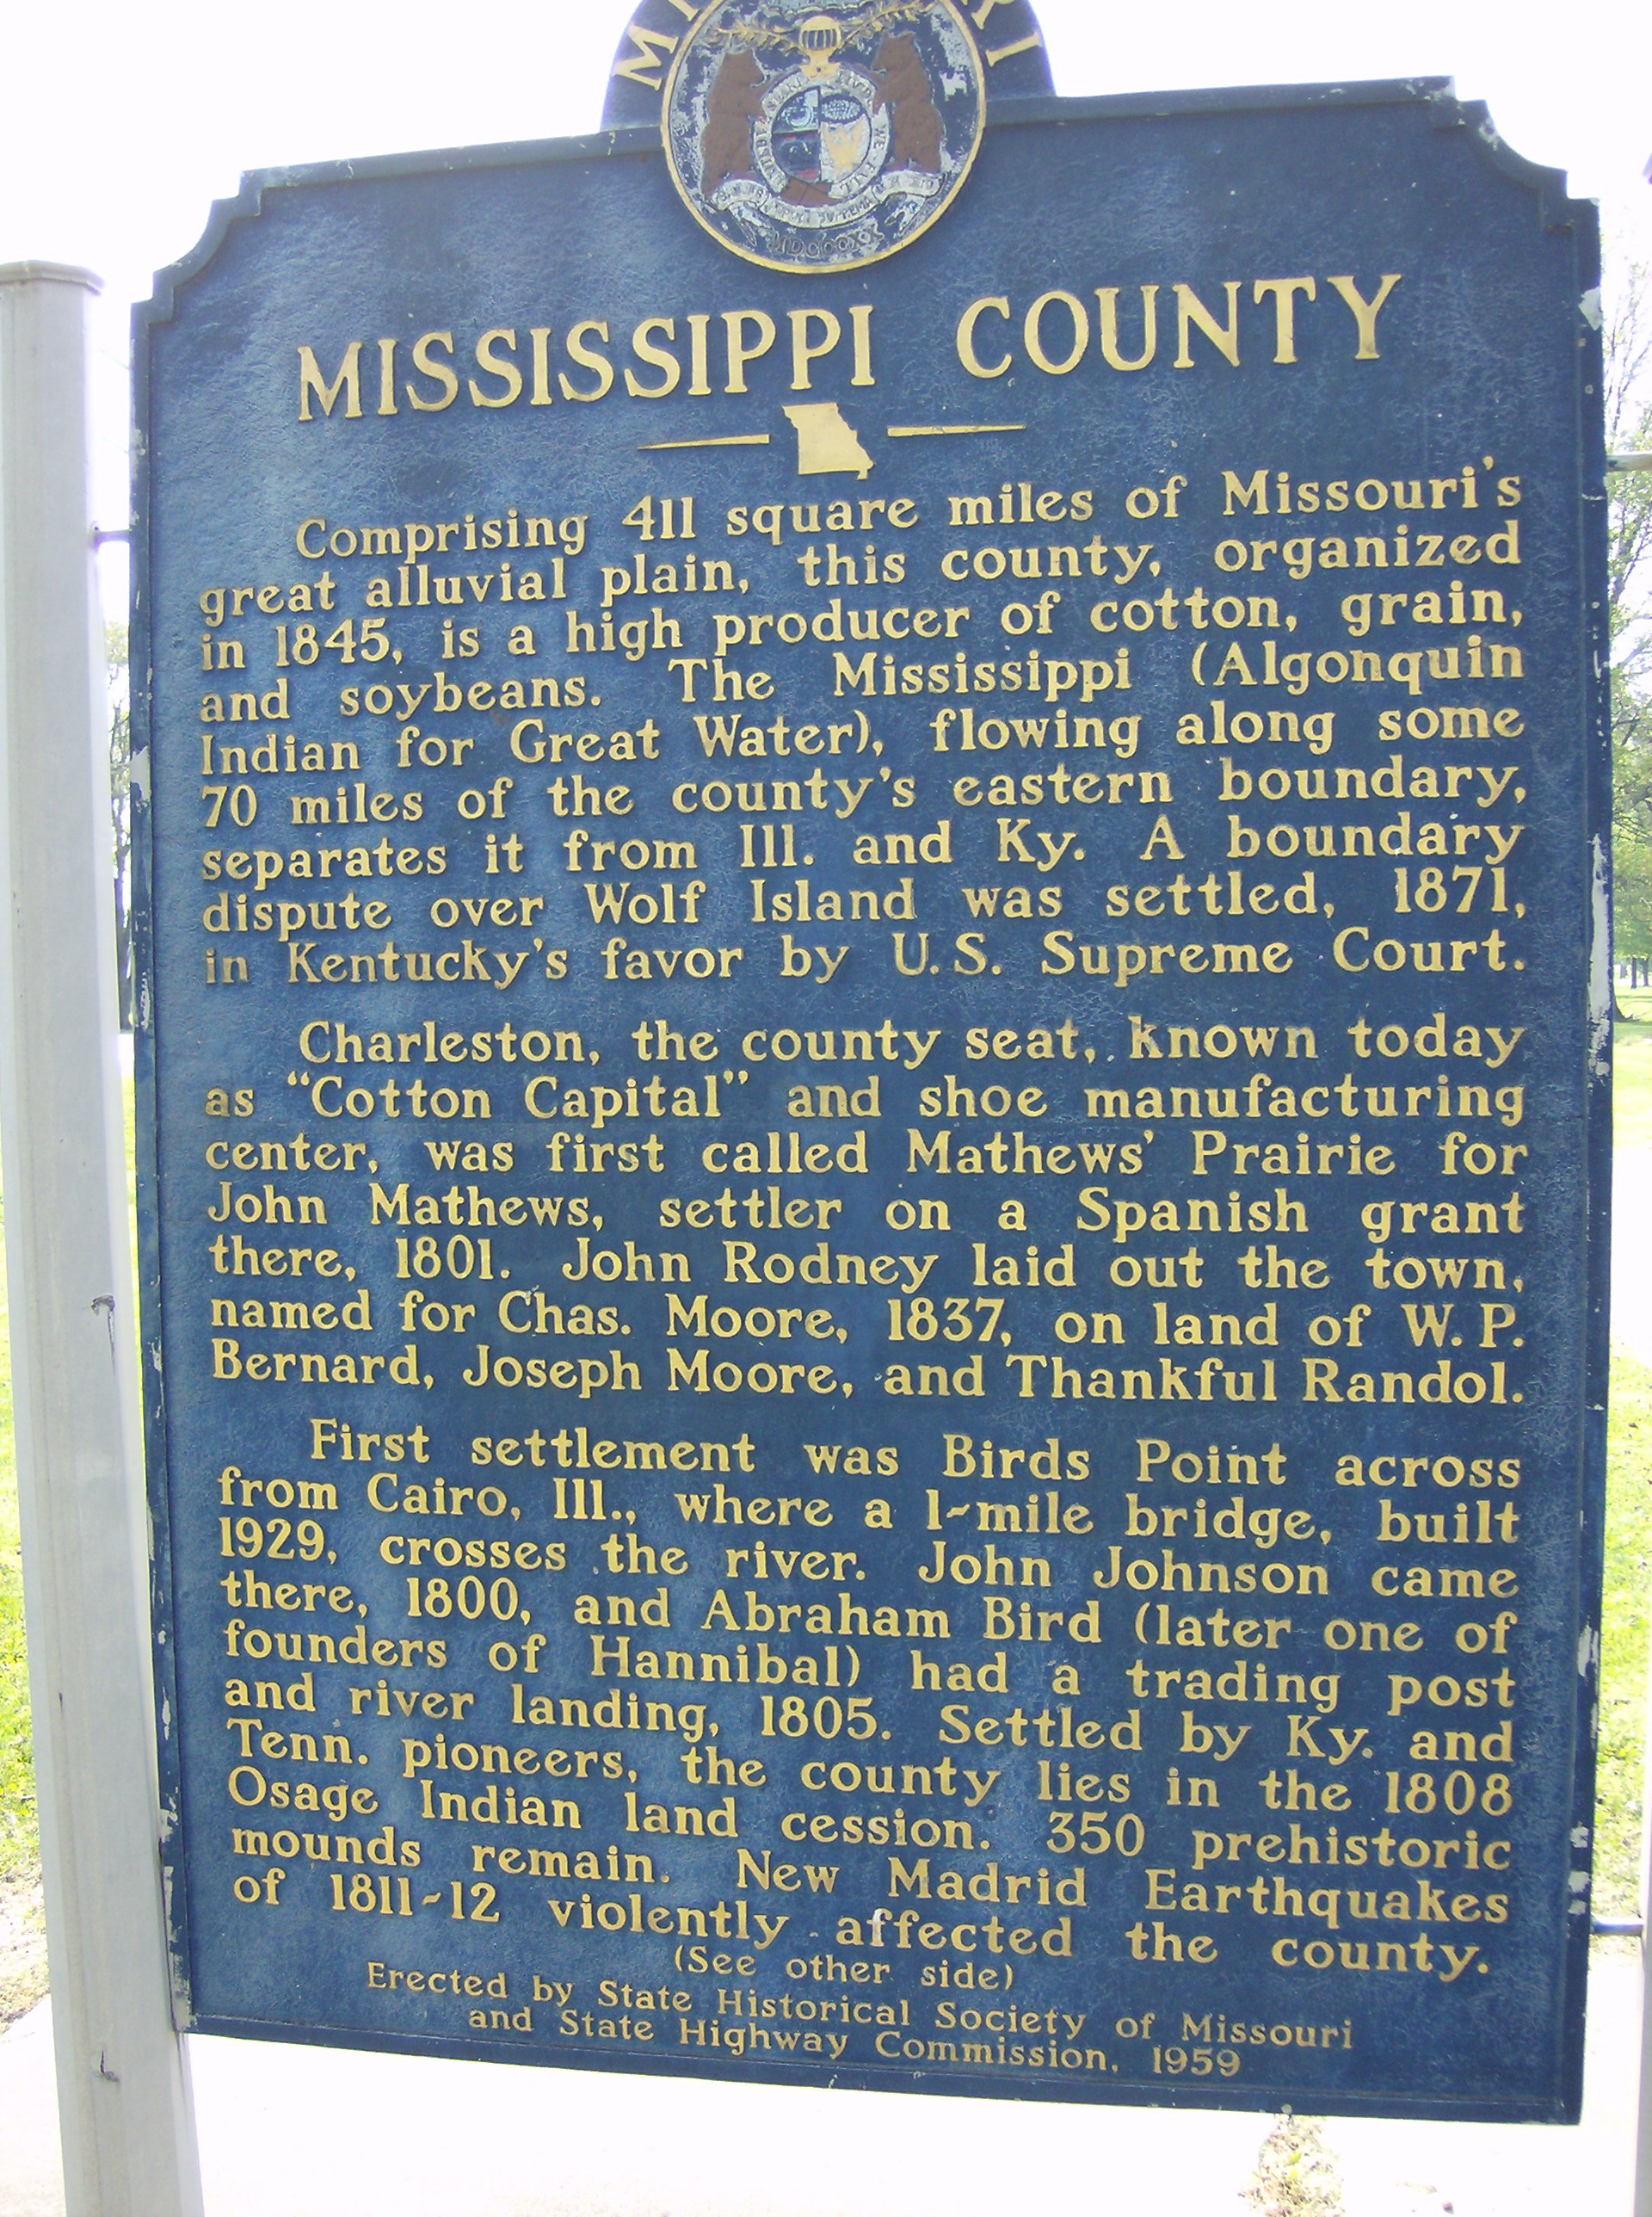 MISSISSIPPI COUNTY
Comprising 411 square miles of Missouri's
great alluvial plain, this county, organized
in 1845, is a high producer of cotton, grain,
and soybeans. The Mississippi (Algonquin
Indian for Great Water), flowing along some
70 miles of the county's eastern boundary,
separates it from Ill. and Ky. A boundary
dispute over Wolf Island was settled, 1871,
in Kentucky's favor by U.S. Supreme Court.
Charleston, the county seat, known today
as “Cotton Capital” and shoe manufacturing
center, was first called Mathews' Prairie for
John Mathews, settler on a Spanish grant
there, 1801. John Rodney laid out the town,
named for Chas. Moore, 1837, on land of W.P.
Bernard, Joseph Moore, and Thankful Randol.
First settlement was Birds Point across
from Cairo, Ill., where a 1-mile bridge, built
1929, crosses the river. John Johnson came
there, 1800, and Abraham Bird (later one of
founders of Hannibal) had a trading post
and river landing, 1805. Settled by Ky. and
Tenn. pioneers, the county lies in the 1808
Osage Indian land cession. 350 prehistoric
mounds remain. New Madrid Earthquakes
of 1811-12 violently affected the county.
(See other side)
Erected by State Historical Society of Missouri
and State Highway Commission, 1959